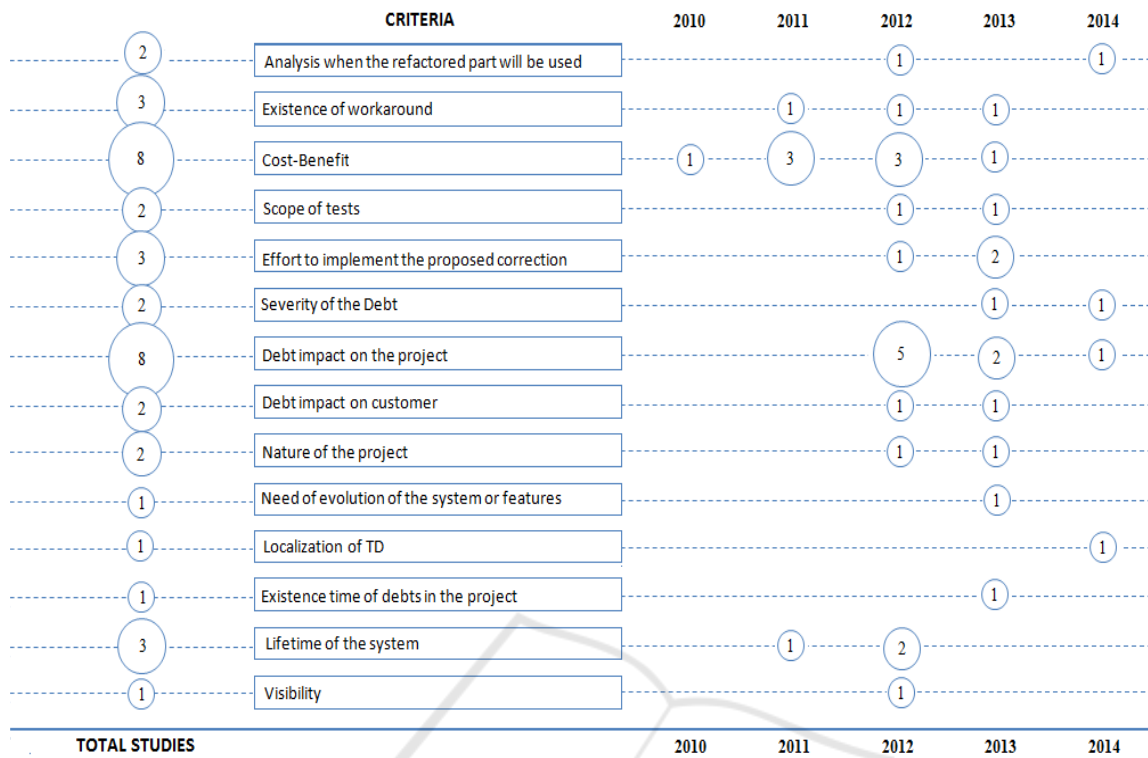 CRITERIA 2010 2011 2012 2013 2014
2 Analysis when the refactored part will be used 1 1
3 Existence of workaround 1 1 1
8 Cost-Benefit 1 3 3 1
2 Scope of tests 1 1
3 Effort to implement the proposed correction 1 2
2 Severity of the Debt 1 1
8 Debt impact on the project 5 2 1
2 Debt impact on customer 1 1
2 Nature of the project 1 1
1 Need of evolution of the system or features 1
1 Localization of TD 1
1 Existence time of debts in the project 1
3 Lifetime of the system 1 2
1 Visibility 1
TOTAL STUDIES 2010 2011 2012 2013 2014